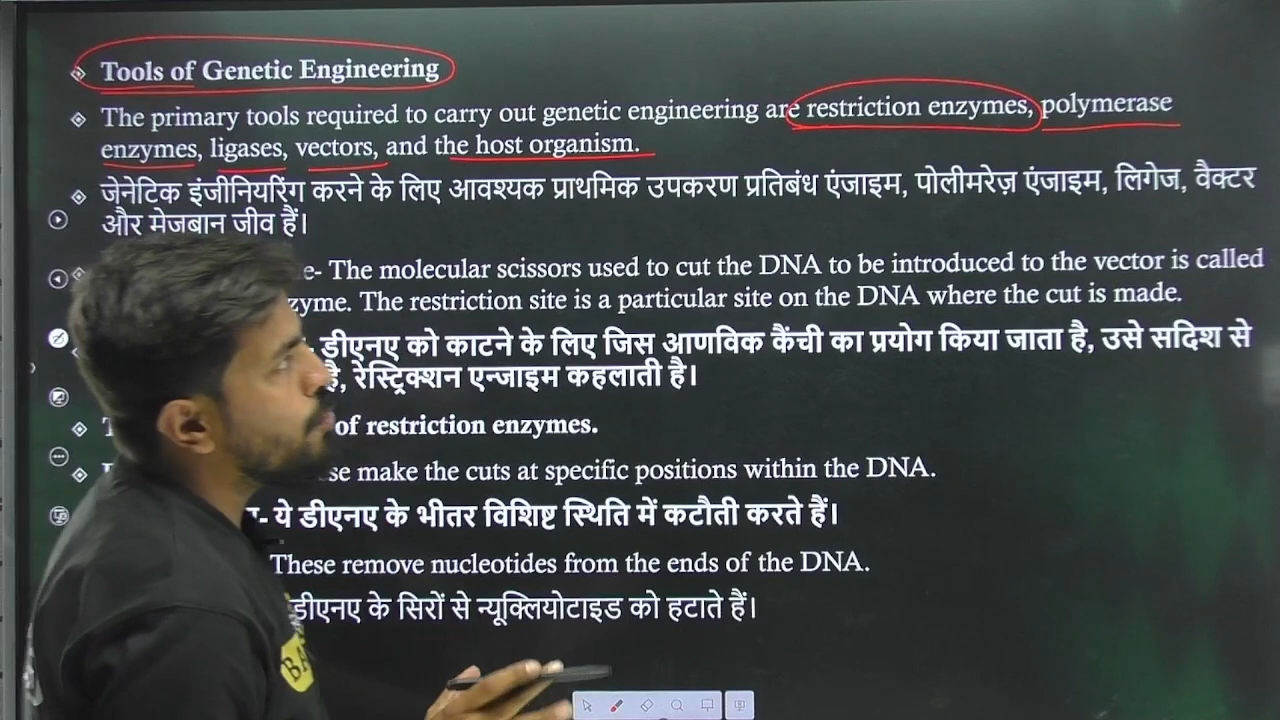 Tools of Genetic Engineering
The primary tools required to carry out genetic engineering are restriction enzymes, polymerase
enzymes, ligases, vectors, and the host organism.
जेनेटिक इंजीनियरिंग करने के लिए आवश्यक प्राथमिक उपकरण प्रतिबंध एंजाइम, पोलीमरेज़ एंजाइम, लिगेज, वैक्टर
और मेजबान जीव हैं।
e- The molecular scissors used to cut the DNA to be introduced to the vector is called
zyme. The restriction site is a particular site on the DNA where the cut is made.
- डीएनए को काटने के लिए जिस आणविक कैंची का प्रयोग किया जाता है, उसे सदिश से
है, रेस्ट्रिक्शन एन्जाइम कहलाती है।
of restriction enzymes.
se make the cuts at specific positions within the DNA.
- ये डीएनए के भीतर विशिष्ट स्थिति में कटौती करते हैं।
These remove nucleotides from the ends of the DNA.
डीएनए के सिरों से न्यूक्लियोटाइड को हटाते हैं।
BA